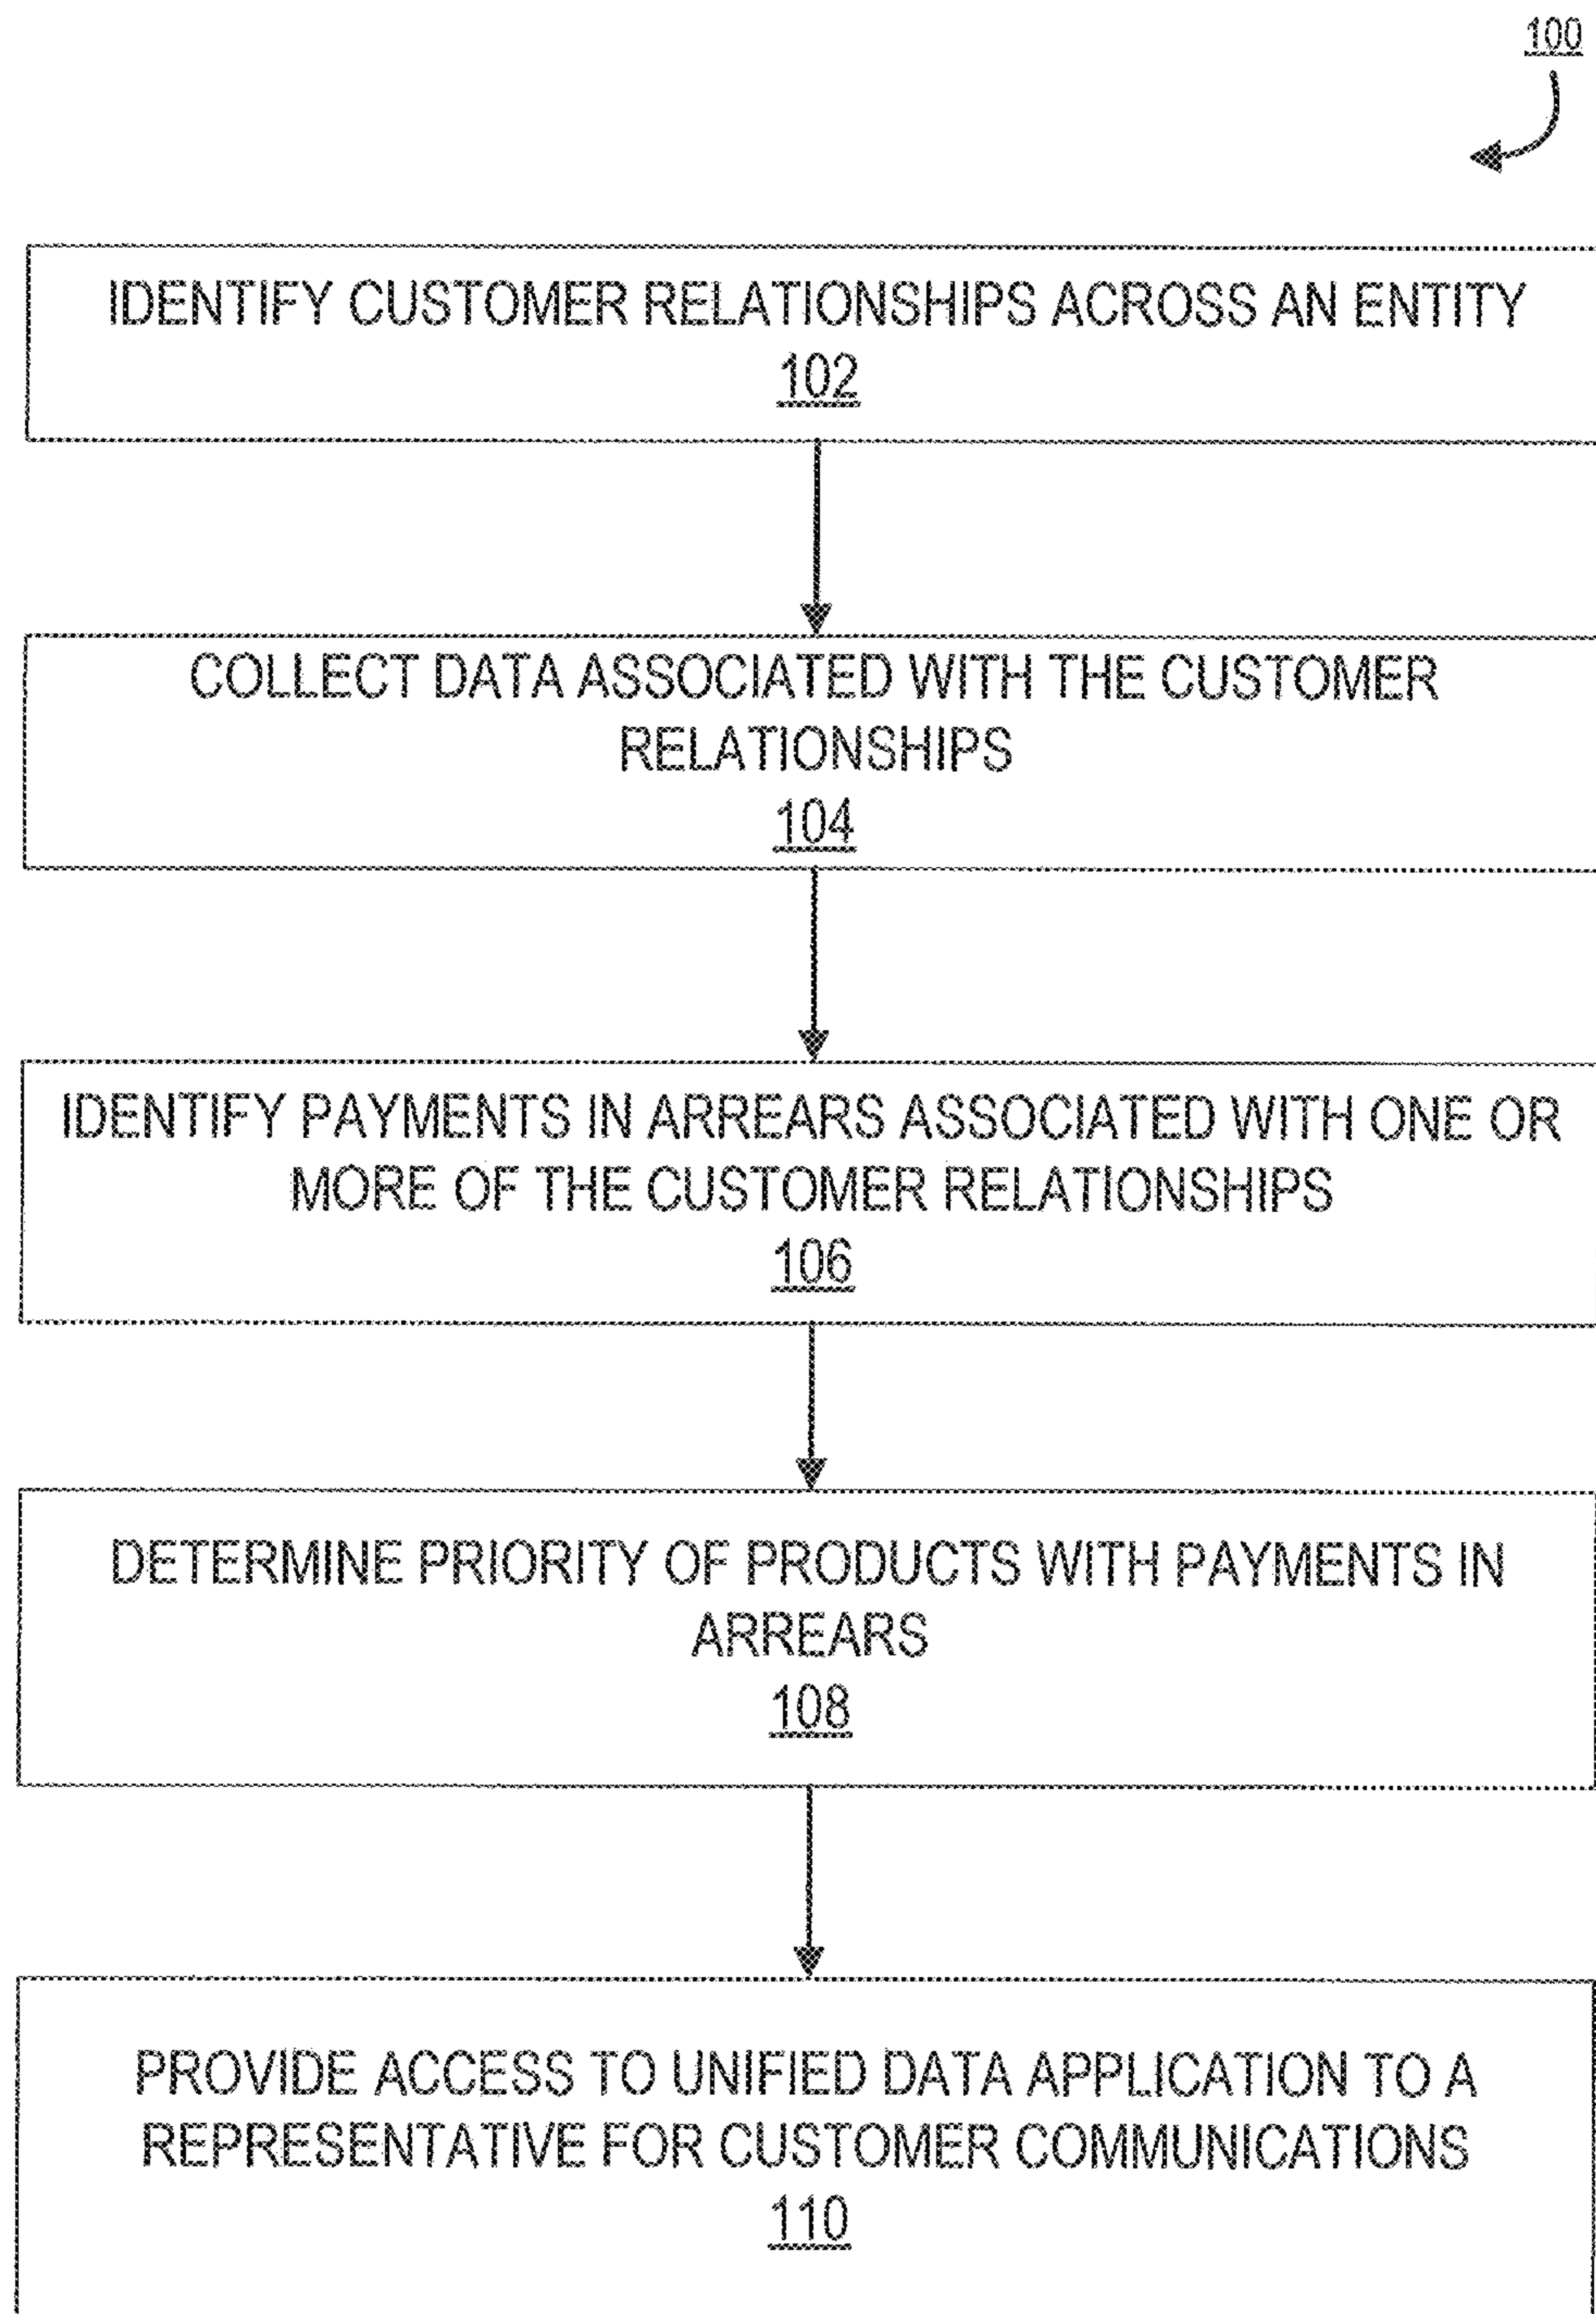 100
IDENTIFY CUSTOMER RELATIONSHIPS ACROSS AN ENTITY
102
COLLECT DATA ASSOCIATED WITH THE CUSTOMER
RELATIONSHIPS
104
IDENTIFY PAYMENTS IN ARREARS ASSOCIATED WITH ONE OR
MORE OF THE CUSTOMER RELATIONSHIPS
106
DETERMINE PRIORITY OF PRODUCTS WITH PAYMENTS IN
ARREARS
108
PROVIDE ACCESS TO UNIFIED DATA APPLICATION TO A
REPRESENTATIVE FOR CUSTOMER COMMUNICATIONS
110